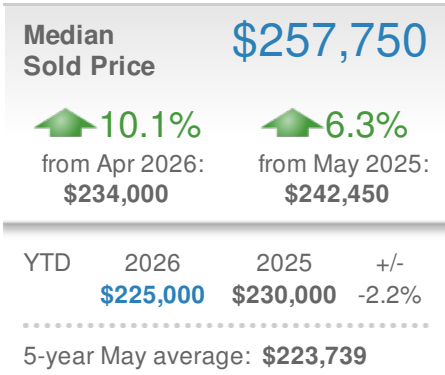 Median $257,750
Sold Price
10.1% 6.3%
from Apr 2026: from May 2025:
$234,000 $242,450
YTD 2026 2025 +/-
$225,000 $230,000 -2.2%
5-year May average: $223,739